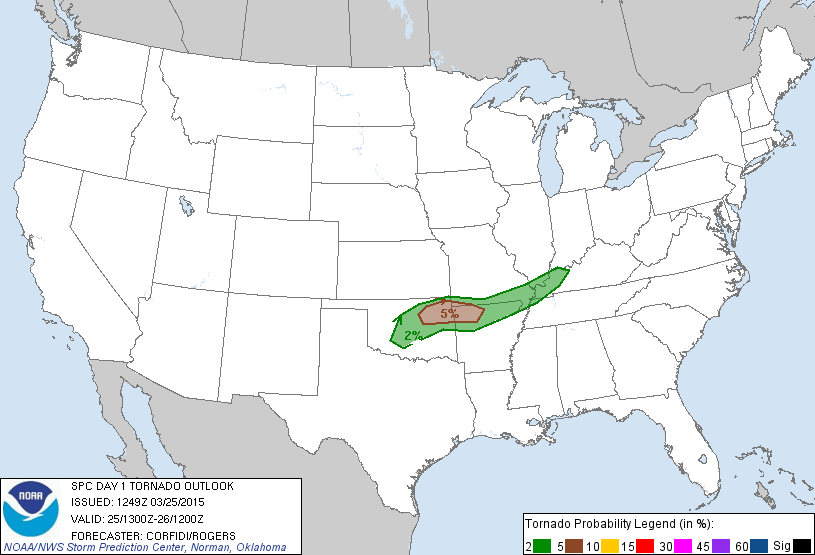 5%
2%
NOAA
SPC DAY 1 TORNADO OUTLOOK
ISSUED: 1249Z 03/25/2015
VALID: 25/1300Z-26/1200Z
FORECASTER: CORFIDI/ROGERS
NOAA/NWS Storm Prediction Center, Norman, Oklahoma
Tornado Probability Legend (in %):
2 5 10 15 30 45 60 Sig